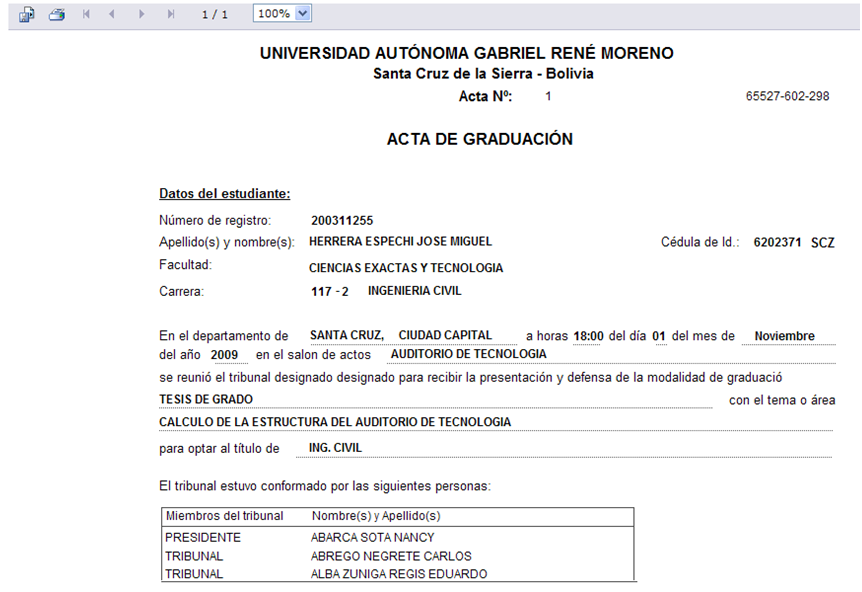 1 / 1 100%
UNIVERSIDAD AUTÓNOMA GABRIEL RENÉ MORENO
Santa Cruz de la Sierra - Bolivia
Acta Nº: 1 65527-602-298
ACTA DE GRADUACIÓN
Datos del estudiante:
Número de registro: 200311255
Apellido(s) y nombre(s): HERRERA ESPECHI JOSE MIGUEL Cédula de Id.: 6202371 SCZ
Facultad: CIENCIAS EXACTAS Y TECNOLOGIA
Carrera: 117 - 2 INGENIERIA CIVIL
En el departamento de SANTA CRUZ, CIUDAD CAPITAL a horas 18:00 del día 01 del mes de Noviembre
del año 2009 en el salon de actos AUDITORIO DE TECNOLOGIA
se reunió el tribunal designado designado para recibir la presentación y defensa de la modalidad de graduació
TESIS DE GRADO con el tema o área
CALCULO DE LA ESTRUCTURA DEL AUDITORIO DE TECNOLOGIA
para optar al título de ING. CIVIL
El tribunal estuvo conformado por las siguientes personas:
Miembros del tribunal Nombre(s) y Apellido(s)
PRESIDENTE ABARCA SOTA NANCY
TRIBUNAL ABREGO NEGRETE CARLOS
TRIBUNAL ALBA ZUNIGA REGIS EDUARDO